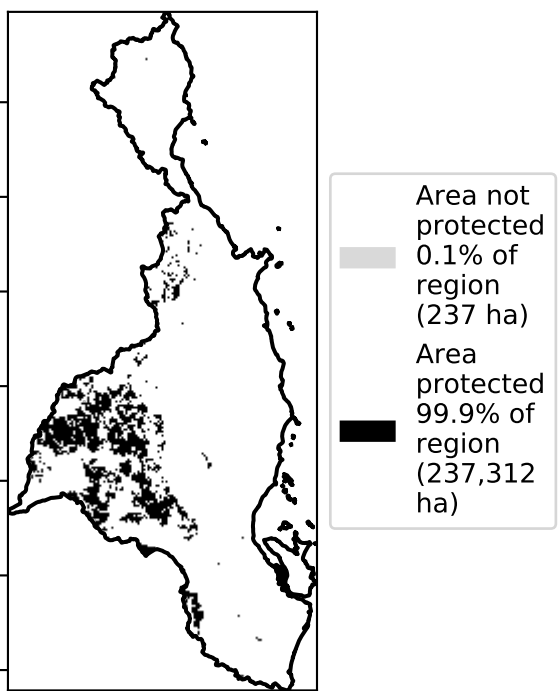 Area not
protected
0.1% of
region
(237 ha)
Area
protected
99.9% of
region
(237,312
ha)